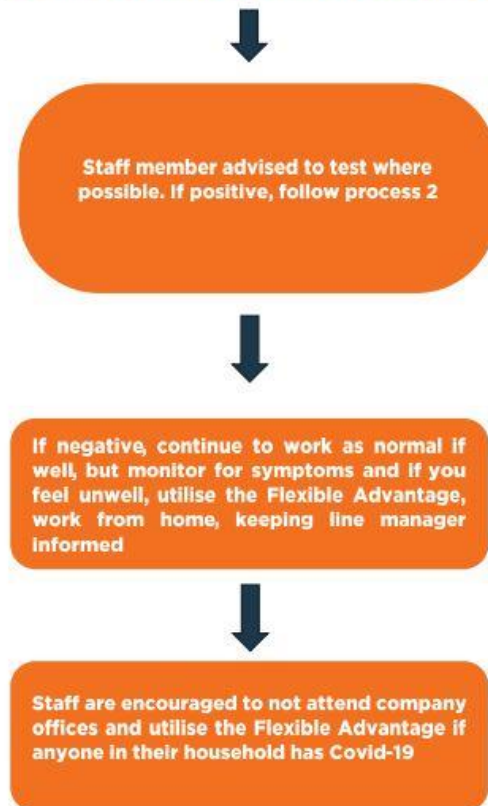 Staff member advised to test where
possible. If positive, follow process 2
If negative, continue to work as normal if
well, but monitor for symptoms and if you
feel unwell, utilise the Flexible Advantage,
work from home, keeping line manager
informed
Staff are encouraged to not attend company
offices and utilise the Flexible Advantage if
anyone in their household has Covid-19